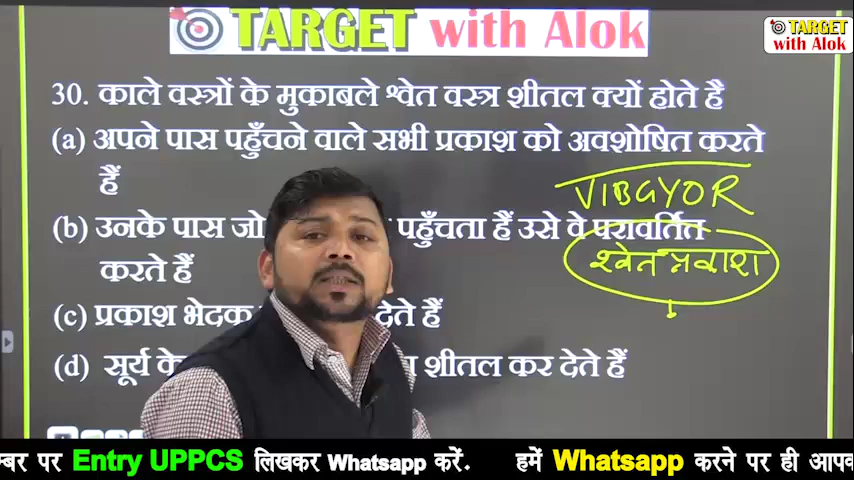 TARGET with Alok
TARGET
with Alok
30. काले वस्त्रों के मुकाबले श्वेत वस्त्र शीतल क्यों होते हैं
(a) अपने पास पहुँचने वाले सभी प्रकाश को अवशोषित करते
हैं
VIBGYOR
(b) उनके पास जो पहुँचता हैं उसे वे परावर्तित
करते हैं
श्वेत प्रकाश
(c) प्रकाश भेदक देते हैं
(d) सूर्य के शीतल कर देते हैं
म्बर पर Entry UPPCS लिखकर Whatsapp करें. हमें Whatsapp करने पर ही आपक